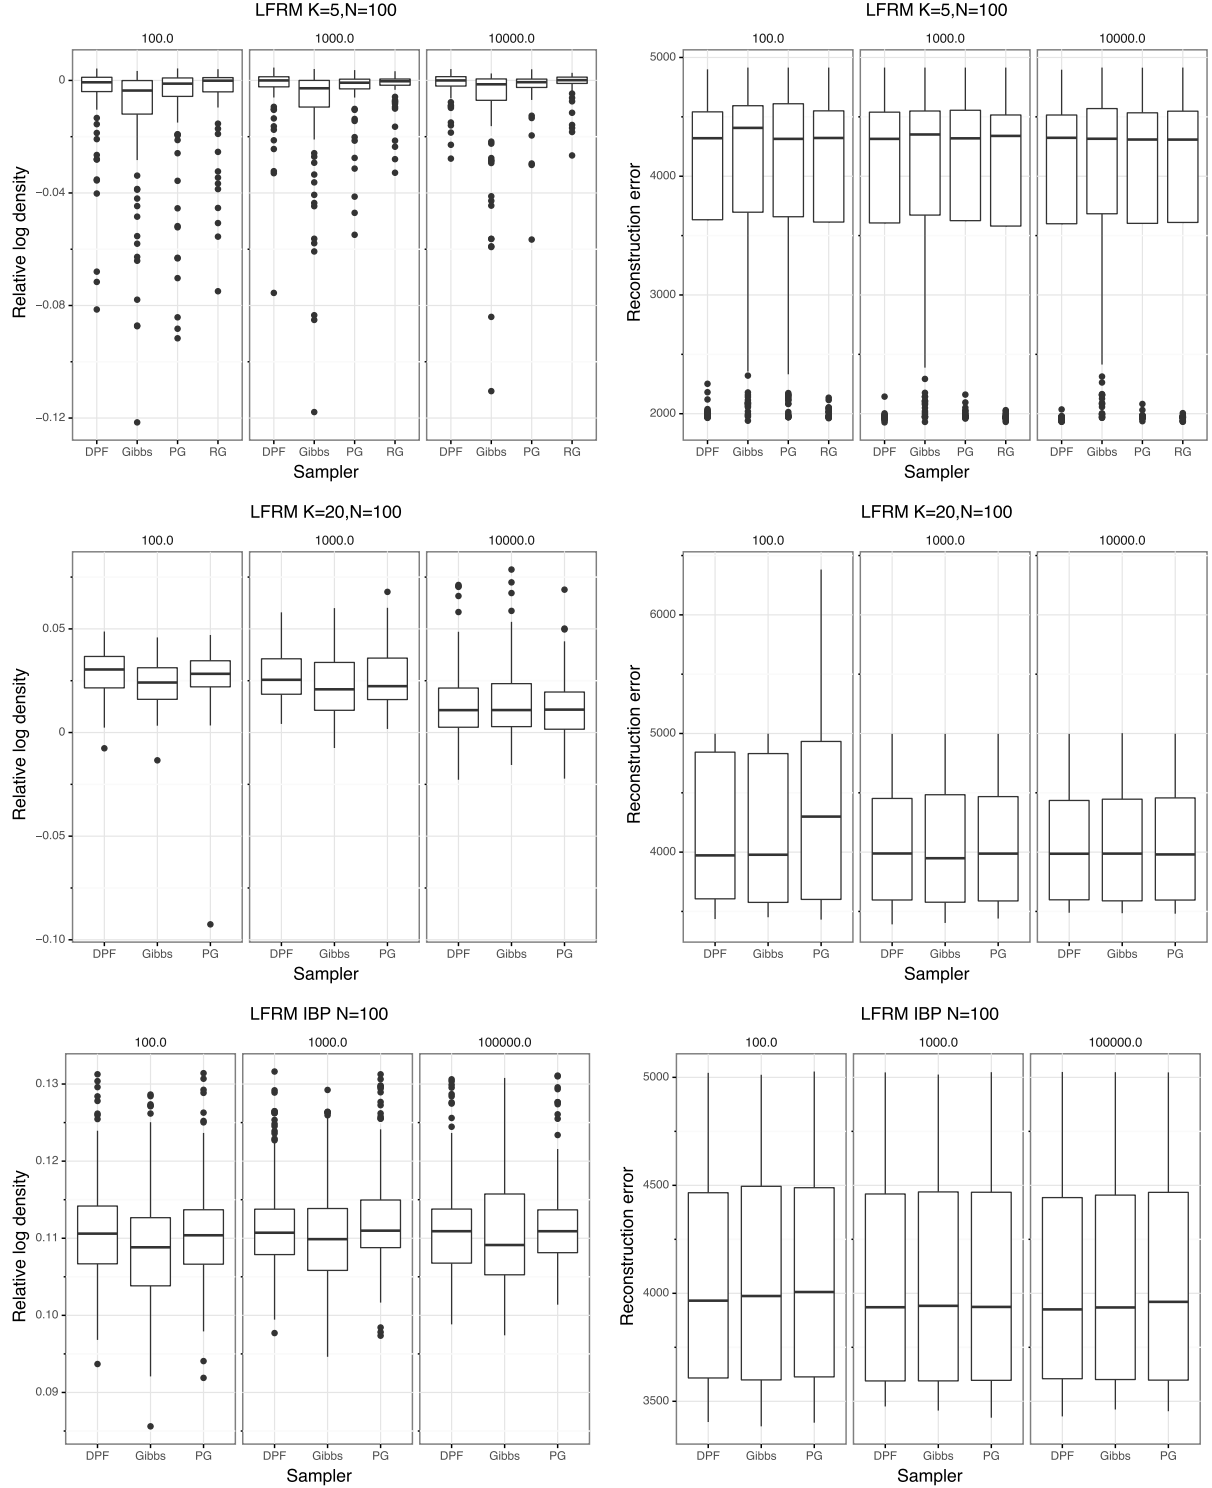 LFRM K=5,N=100
100.0 1000.0 10000.0
Relative log density
0
−0.04
−0.08
−0.12
DPF Gibbs PG RG DPF Gibbs PG RG DPF Gibbs PG RG
Sampler
LFRM K=5,N=100
100.0 1000.0 10000.0
Reconstruction error
5000
4000
3000
2000
DPF Gibbs PG RG DPF Gibbs PG RG DPF Gibbs PG RG
Sampler
LFRM K=20,N=100
100.0 1000.0 10000.0
Relative log density
0.05
0
−0.05
−0.10
DPF Gibbs PG DPF Gibbs PG DPF Gibbs PG
Sampler
LFRM K=20,N=100
100.0 1000.0 10000.0
Reconstruction error
6000
5000
4000
DPF Gibbs PG DPF Gibbs PG DPF Gibbs PG
Sampler
LFRM IBP N=100
100.0 1000.0 100000.0
Relative log density
0.13
0.12
0.11
0.10
0.09
DPF Gibbs PG DPF Gibbs PG DPF Gibbs PG
Sampler
LFRM IBP N=100
100.0 1000.0 100000.0
Reconstruction error
5000
4500
4000
3500
DPF Gibbs PG DPF Gibbs PG DPF Gibbs PG
Sampler